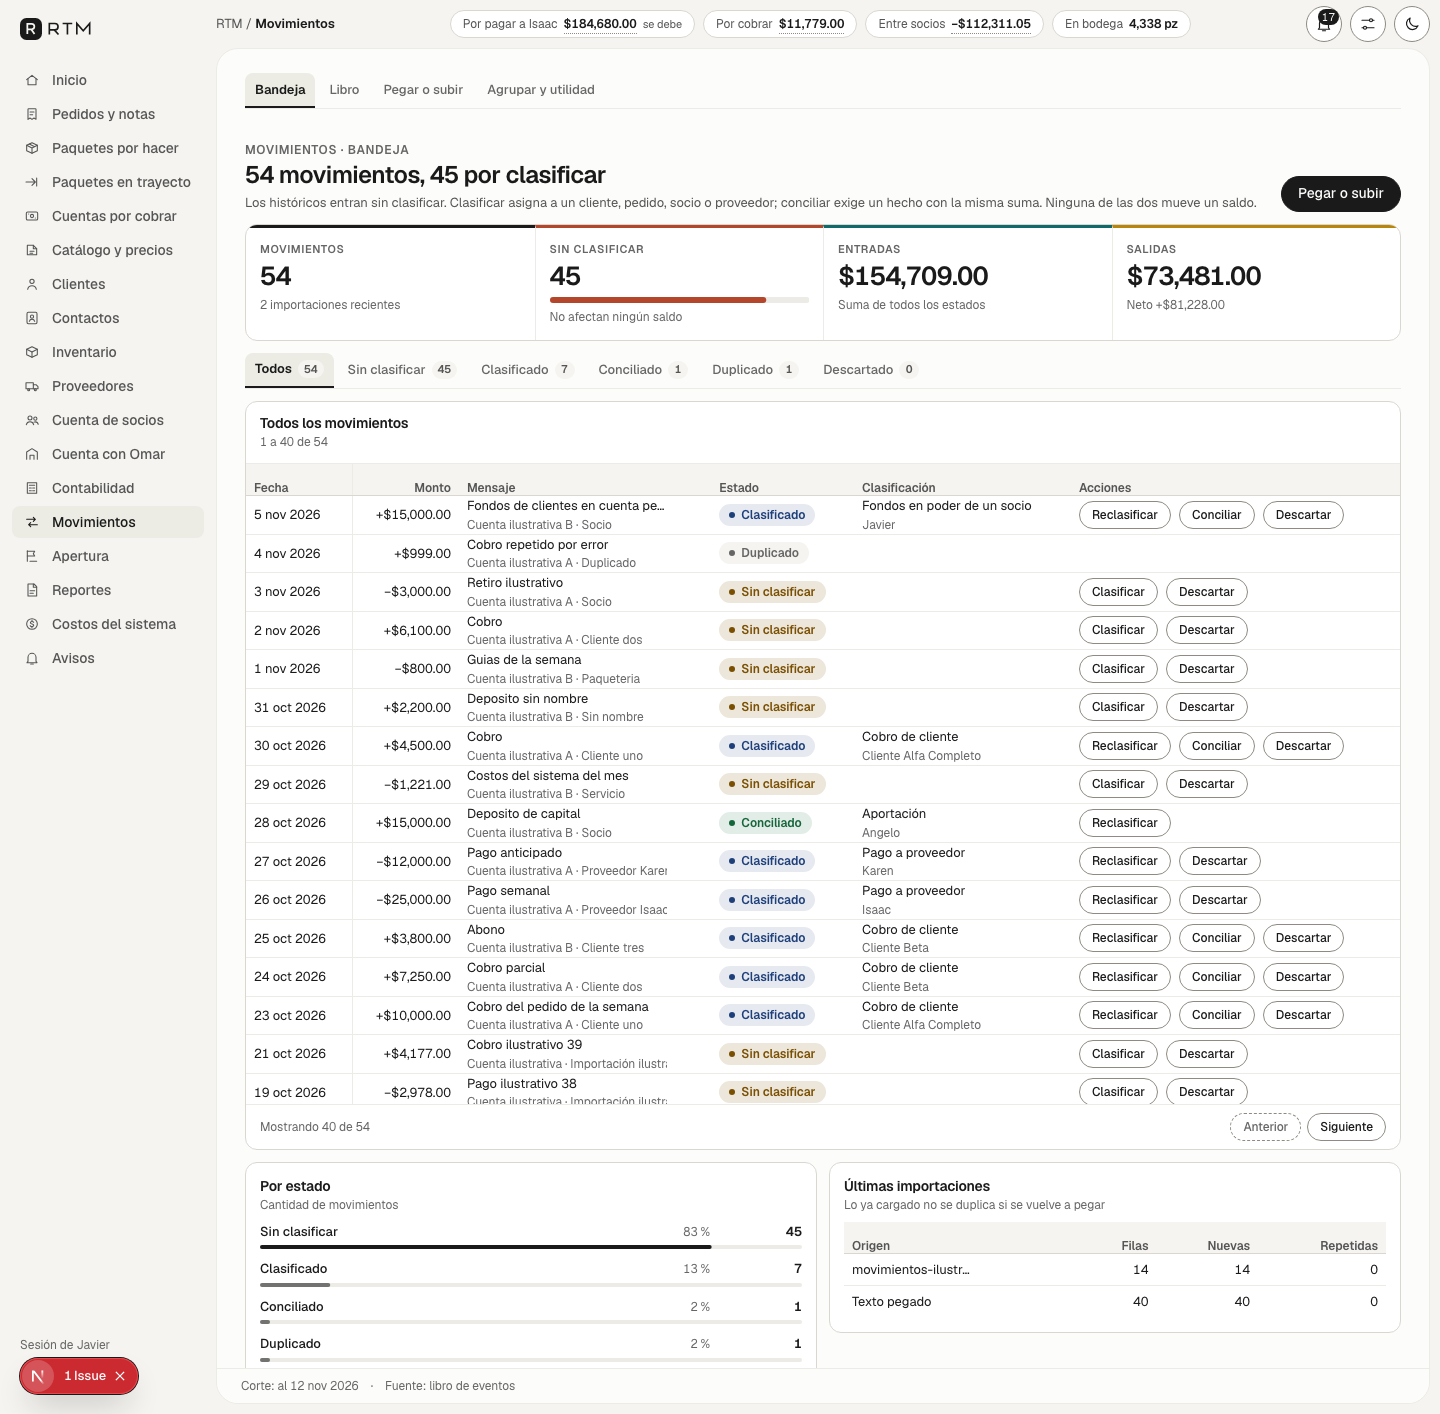 R RTM
RTM / Movimientos
Por pagar a Isaac $184,680.00 se debe
Por cobrar $11,779.00
Entre socios −$112,311.05
En bodega 4,338 pz
17
Inicio
Pedidos y notas
Paquetes por hacer
Paquetes en trayecto
Cuentas por cobrar
Catálogo y precios
Clientes
Contactos
Inventario
Proveedores
Cuenta de socios
Cuenta con Omar
Contabilidad
Movimientos
Apertura
Reportes
Costos del sistema
Avisos
Sesión de Javier
N 1 Issue
Bandeja Libro Pegar o subir Agrupar y utilidad
MOVIMIENTOS · BANDEJA
54 movimientos, 45 por clasificar
Los históricos entran sin clasificar. Clasificar asigna a un cliente, pedido, socio o proveedor; conciliar exige un hecho con la misma suma. Ninguna de las dos mueve un saldo.
Pegar o subir
MOVIMIENTOS
54
2 importaciones recientes
SIN CLASIFICAR
45
No afectan ningún saldo
ENTRADAS
$154,709.00
Suma de todos los estados
SALIDAS
$73,481.00
Neto +$81,228.00
Todos 54 Sin clasificar 45 Clasificado 7 Conciliado 1 Duplicado 1 Descartado 0
Todos los movimientos
1 a 40 de 54
Fecha Monto Mensaje Estado Clasificación Acciones
5 nov 2026 +$15,000.00 Fondos de clientes en cuenta pe... Clasificado Fondos en poder de un socio Reclasificar Conciliar Descartar
Cuenta ilustrativa B · Socio Javier
4 nov 2026 +$999.00 Cobro repetido por error Duplicado
Cuenta ilustrativa A · Duplicado
3 nov 2026 −$3,000.00 Retiro ilustrativo Sin clasificar Clasificar Descartar
Cuenta ilustrativa A · Socio
2 nov 2026 +$6,100.00 Cobro Sin clasificar Clasificar Descartar
Cuenta ilustrativa A · Cliente dos
1 nov 2026 −$800.00 Guias de la semana Sin clasificar Clasificar Descartar
Cuenta ilustrativa B · Paqueteria
31 oct 2026 +$2,200.00 Deposito sin nombre Sin clasificar Clasificar Descartar
Cuenta ilustrativa B · Sin nombre
30 oct 2026 +$4,500.00 Cobro Clasificado Cobro de cliente Reclasificar Conciliar Descartar
Cuenta ilustrativa A · Cliente uno Cliente Alfa Completo
29 oct 2026 −$1,221.00 Costos del sistema del mes Sin clasificar Clasificar Descartar
Cuenta ilustrativa B · Servicio
28 oct 2026 +$15,000.00 Deposito de capital Conciliado Aportación Reclasificar
Cuenta ilustrativa B · Socio Angelo
27 oct 2026 −$12,000.00 Pago anticipado Clasificado Pago a proveedor Reclasificar Descartar
Cuenta ilustrativa A · Proveedor Karen Karen
26 oct 2026 −$25,000.00 Pago semanal Clasificado Pago a proveedor Reclasificar Descartar
Cuenta ilustrativa A · Proveedor Isaac Isaac
25 oct 2026 +$3,800.00 Abono Clasificado Cobro de cliente Reclasificar Conciliar Descartar
Cuenta ilustrativa B · Cliente tres Cliente Beta
24 oct 2026 +$7,250.00 Cobro parcial Clasificado Cobro de cliente Reclasificar Conciliar Descartar
Cuenta ilustrativa A · Cliente dos Cliente Beta
23 oct 2026 +$10,000.00 Cobro del pedido de la semana Clasificado Cobro de cliente Reclasificar Conciliar Descartar
Cuenta ilustrativa A · Cliente uno Cliente Alfa Completo
21 oct 2026 +$4,177.00 Cobro ilustrativo 39 Sin clasificar Clasificar Descartar
Cuenta ilustrativa · Importación ilustra
19 oct 2026 −$2,978.00 Pago ilustrativo 38 Sin clasificar Clasificar Descartar
Cuenta ilustrativa · Importación ilustra
Mostrando 40 de 54 Anterior Siguiente
Por estado
Cantidad de movimientos
Sin clasificar 83 % 45
Clasificado 13 % 7
Conciliado 2 % 1
Duplicado 2 % 1
Últimas importaciones
Lo ya cargado no se duplica si se vuelve a pegar
Origen Filas Nuevas Repetidas
movimientos-ilustr... 14 14 0
Texto pegado 40 40 0
Corte: al 12 nov 2026 · Fuente: libro de eventos